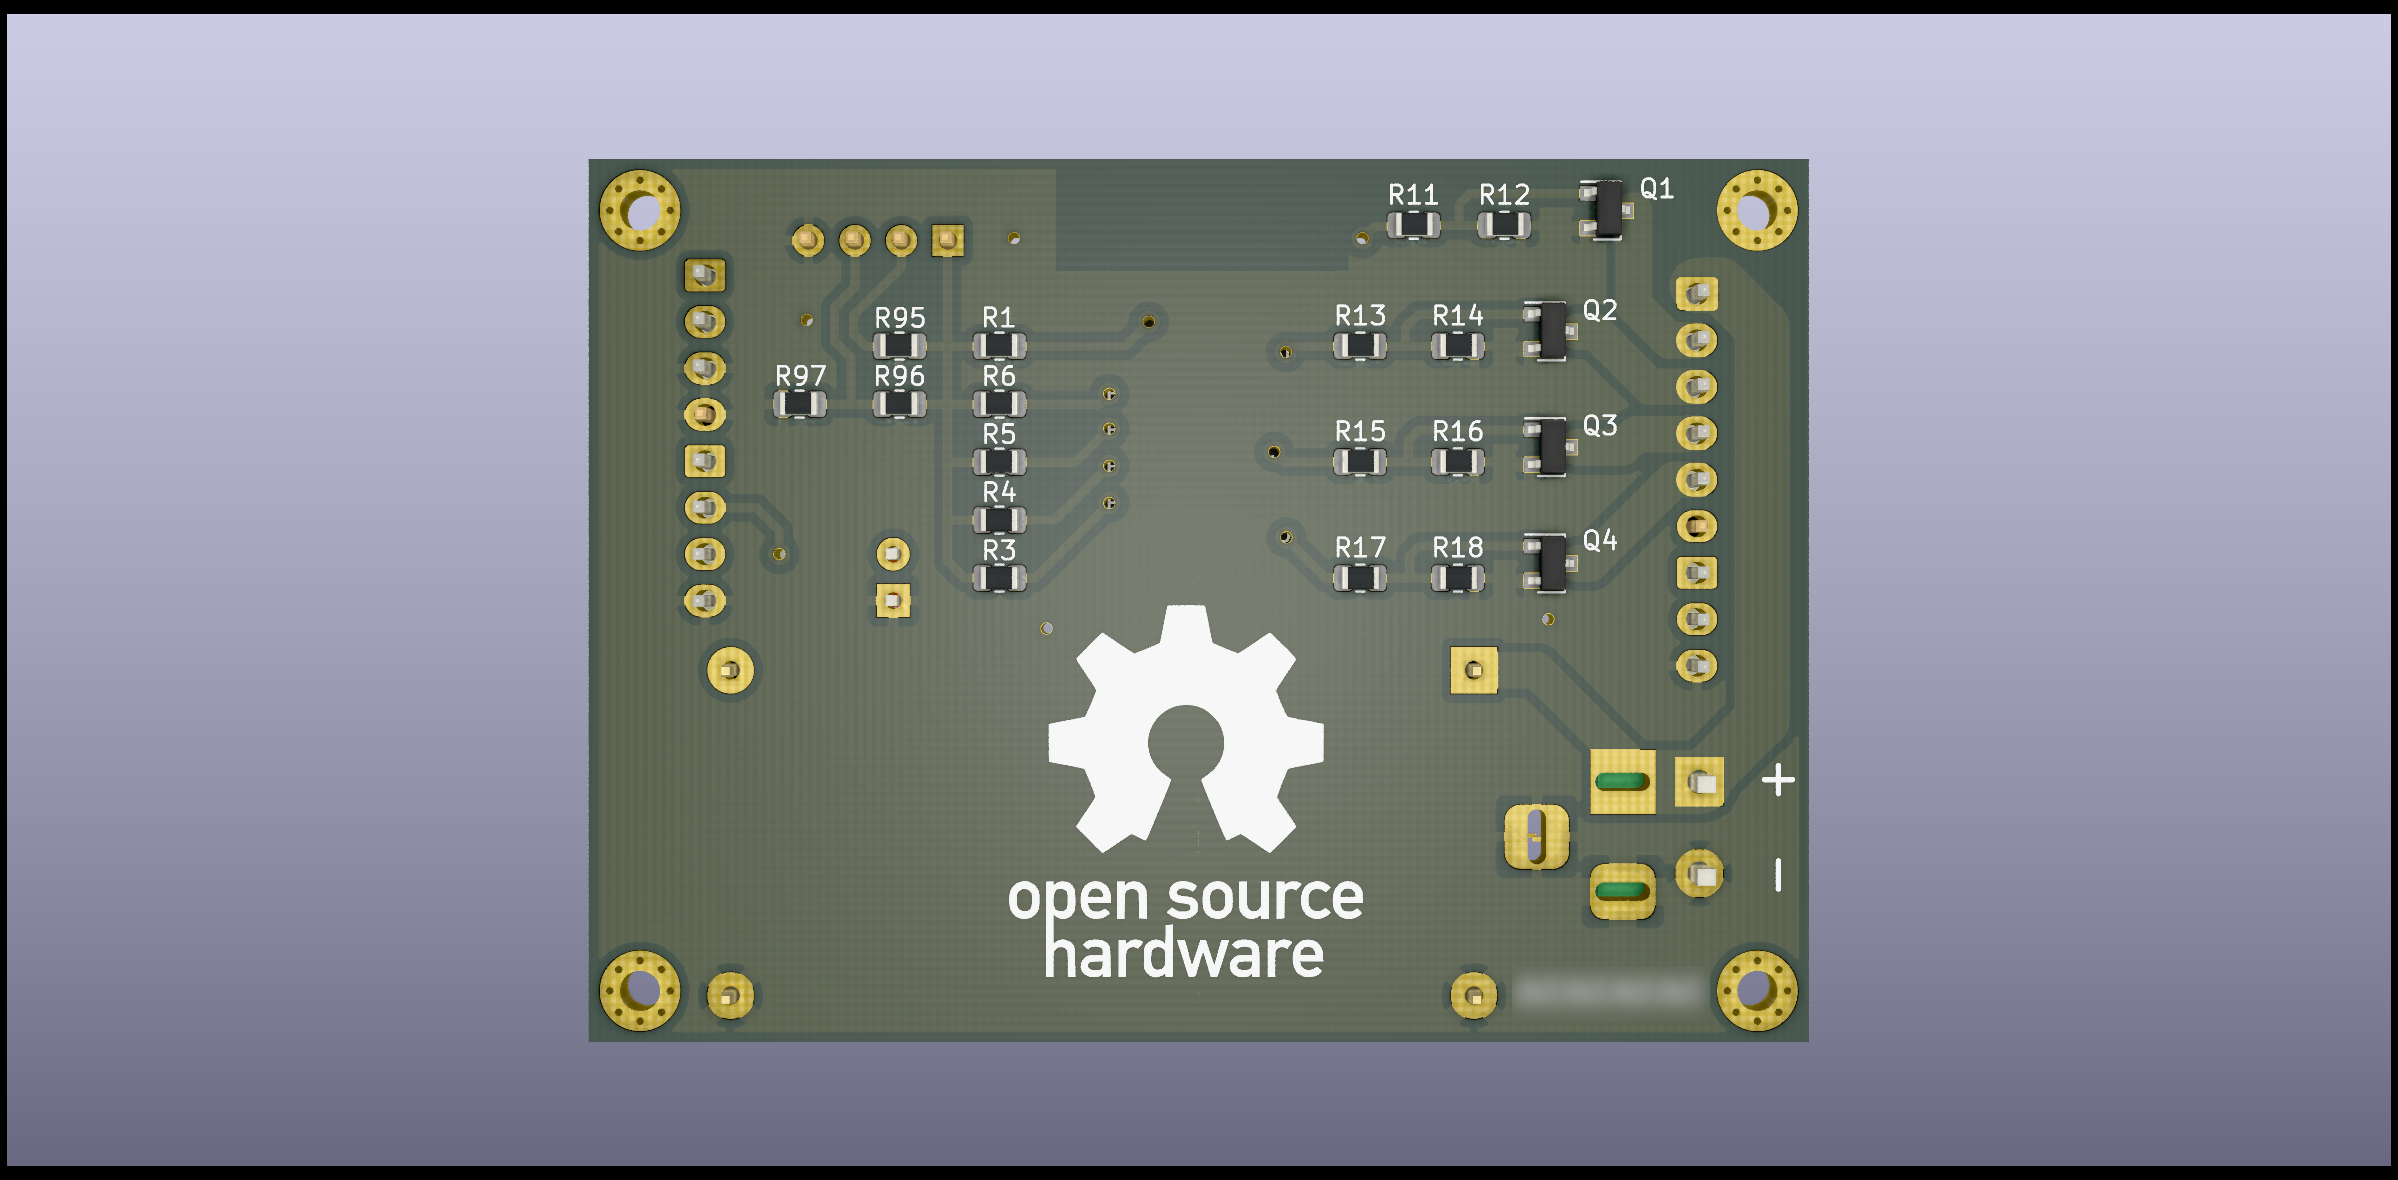 R11 R12 Q1
R95 R1 R13 R14 Q2
R97 R96 R6
R5 R15 R16 Q3
R4
R3 R17 R18 Q4
+
-
open source
hardware